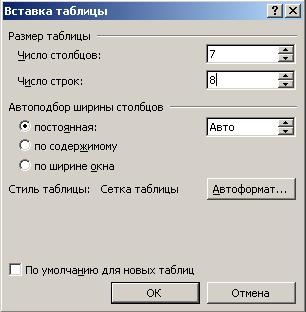 Вставка таблицы
Размер таблицы
Число столбцов: 7
Число строк: 8
Автоподбор ширины столбцов
постоянная: Авто
по содержимому
по ширине окна
Стиль таблицы: Сетка таблицы Автоформат...
По умолчанию для новых таблиц
ОК Отмена